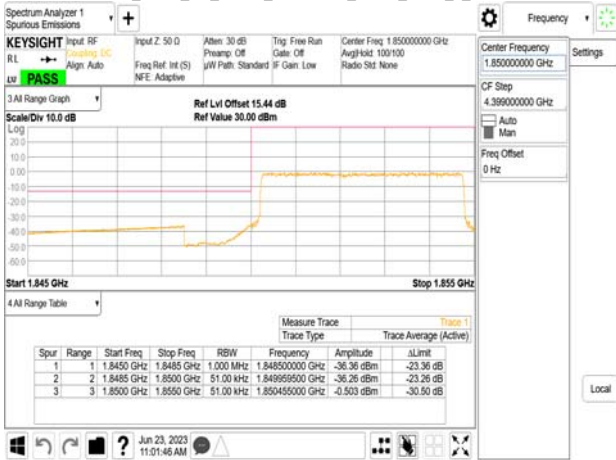 Spectrum Analyzer 1
Spurious Emissions
Frequency
KEYSIGHT Input: RF Input Z: 50 Ω Atten: 30 dB Trig: Free Run Center Freq: 1.850000000 GHz
RL Coupling: DC Preamp: Off Gate: Off Avg|Hold: 100/100
Align: Auto Freq Ref: Int (S) µW Path: Standard IF Gain: Low Radio Std: None
NFE: Adaptive
LV PASS
Center Frequency
1.850000000 GHz
Settings
CF Step
4.399000000 GHz
Auto
Man
Freq Offset
0 Hz
3 All Range Graph
Ref Lvl Offset 15.44 dB
Scale/Div 10.0 dB Ref Value 30.00 dBm
Log
20.0
10.0
0.00
-10.0
-20.0
-30.0
-40.0
-50.0
-60.0
Start 1.845 GHz Stop 1.855 GHz
4 All Range Table
Measure Trace Trace 1
Trace Type Trace Average (Active)
Spur Range Start Freq Stop Freq RBW Frequency Amplitude ΔLimit
1 1 1.8450 GHz 1.8485 GHz 1.000 MHz 1.848500000 GHz -36.36 dBm -23.36 dB
2 2 1.8485 GHz 1.8500 GHz 51.00 kHz 1.849959500 GHz -36.26 dBm -23.26 dB
3 3 1.8500 GHz 1.8550 GHz 51.00 kHz 1.850455000 GHz -0.503 dBm -30.50 dB
Local
? Jun 23, 2023
11:01:46 AM